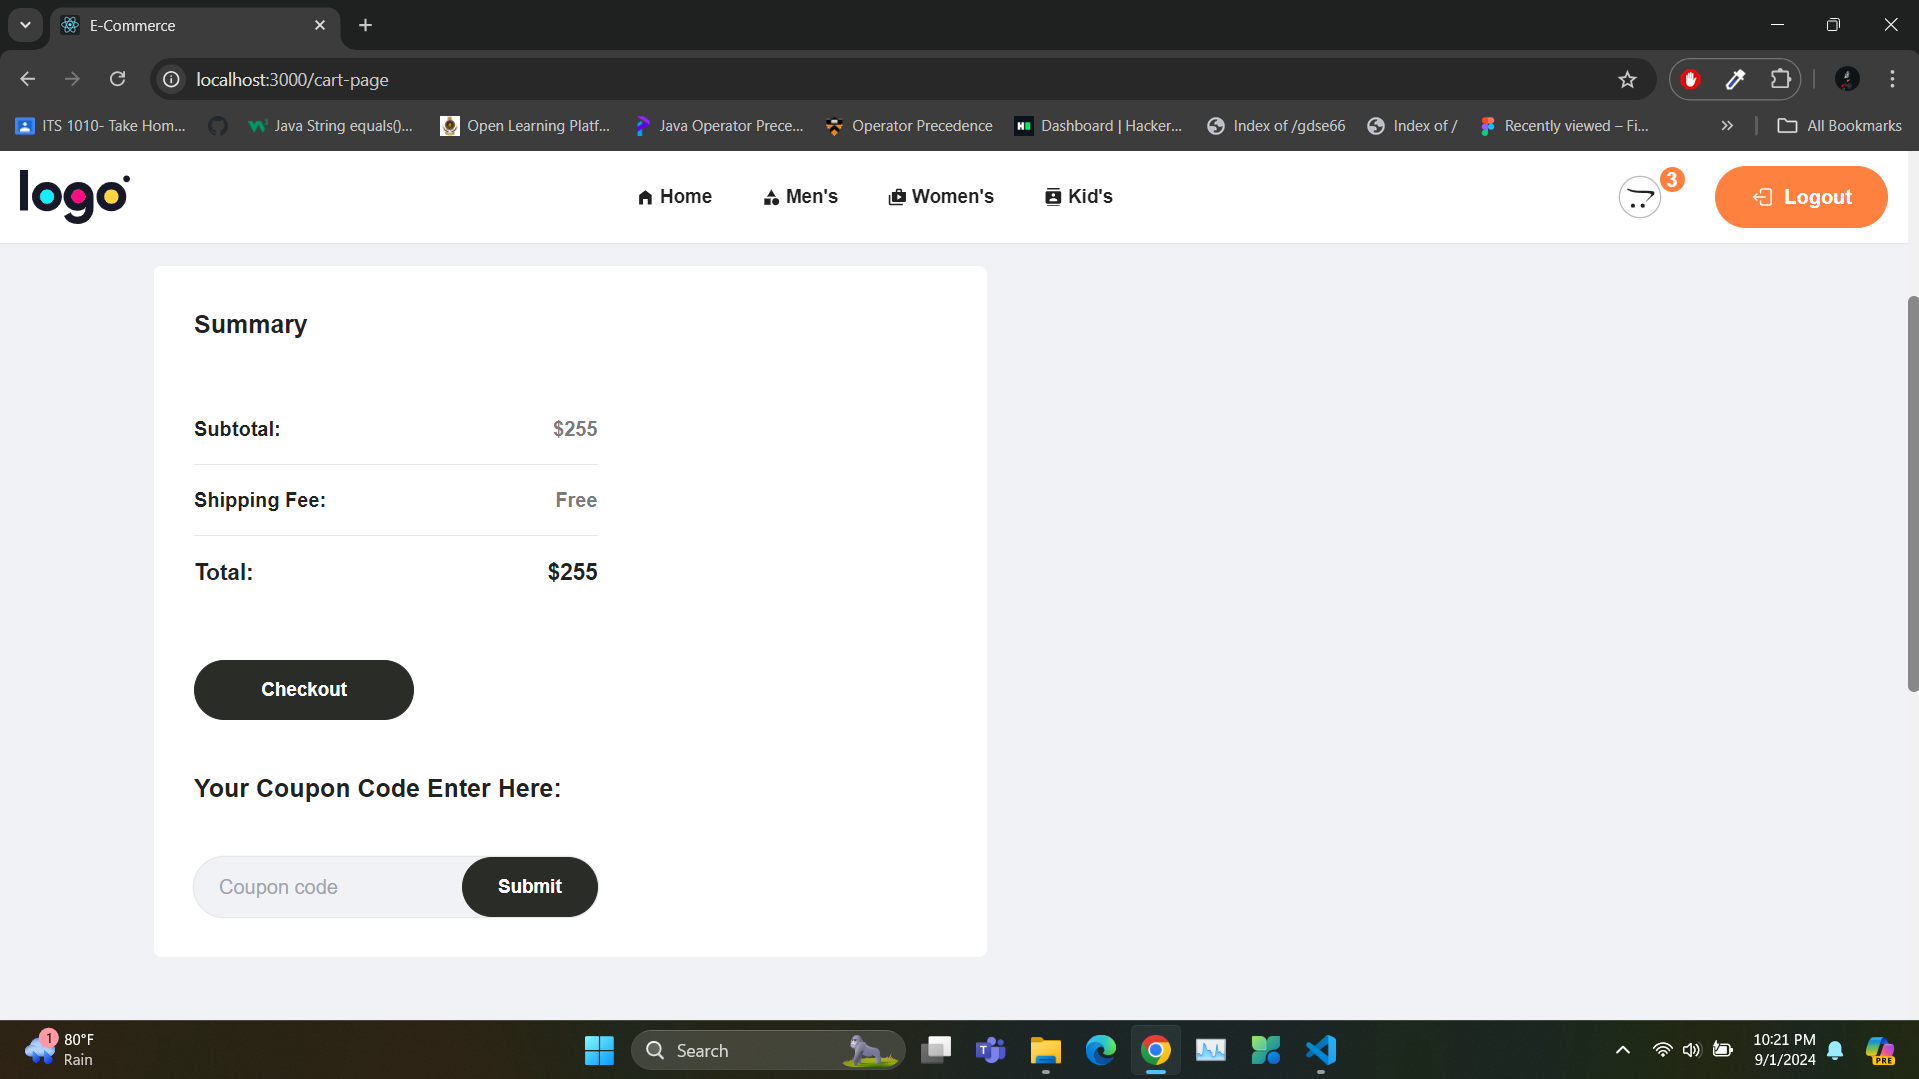 E-Commerce
localhost:3000/cart-page
ITS 1010- Take Hom... Java String equals()... Open Learning Platf... Java Operator Prece... Operator Precedence Dashboard | Hacker... Index of /gdse66 Index of / Recently viewed – Fi... All Bookmarks
logo Home Men's Women's Kid's 3 Logout
Summary
Subtotal: $255
Shipping Fee: Free
Total: $255
Checkout
Your Coupon Code Enter Here:
Coupon code Submit
1 80°F
Rain
Search
10:21 PM
9/1/2024
PRE